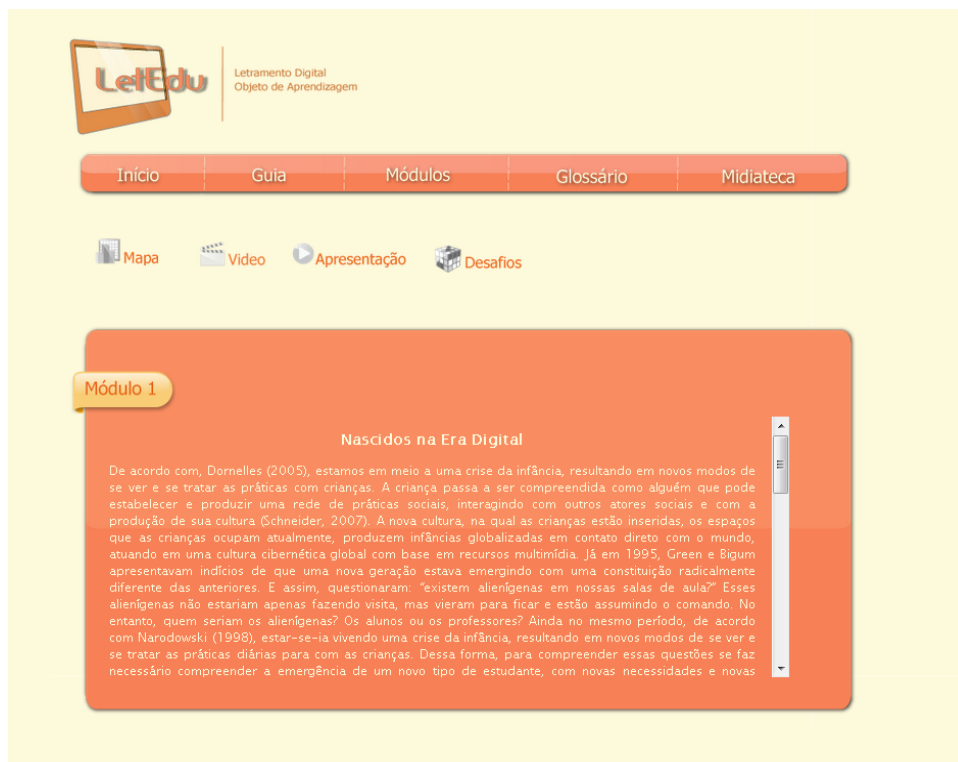 LetEdu
Letramento Digital
Objeto de Aprendizagem
Início Guia Módulos Glossário Midiateca
Mapa Video Apresentação Desafios
Módulo 1
Nascidos na Era Digital
De acordo com, Dornelles (2005), estamos em meio a uma crise da infância, resultando em novos modos de
se ver e se tratar as práticas com crianças. A criança passa a ser compreendida como alguém que pode
estabelecer e produzir uma rede de práticas sociais, interagindo com outros atores sociais e com a
produção de sua cultura (Schneider, 2007). A nova cultura, na qual as crianças estão inseridas, os espaços
que as crianças ocupam atualmente, produzem infâncias globalizadas em contato direto com o mundo,
atuando em uma cultura cibernética global com base em recursos multimídia. Já em 1995, Green e Bigum
apresentavam indícios de que uma nova geração estava emergindo com uma constituição radicalmente
diferente das anteriores. E assim, questionaram: “existem alienígenas em nossas salas de aula?” Esses
alienígenas não estariam apenas fazendo visita, mas vieram para ficar e estão assumindo o comando. No
entanto, quem seriam os alienígenas? Os alunos ou os professores? Ainda no mesmo período, de acordo
com Narodowski (1998), estar-se-ia vivendo uma crise da infância, resultando em novos modos de se ver e
se tratar as práticas diárias para com as crianças. Dessa forma, para compreender essas questões se faz
necessário compreender a emergência de um novo tipo de estudante, com novas necessidades e novas